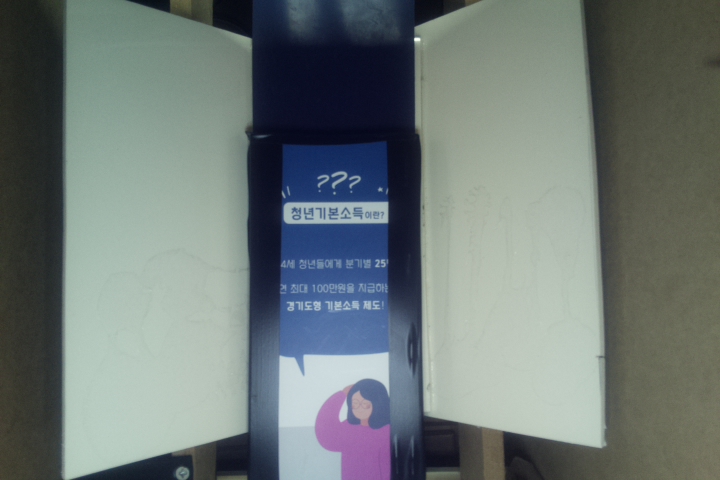 ???
청년기본소득이란?
4세 청년들에게 분기별 25
최대 100만원을 지급하는
경기도형 기본소득 제도!